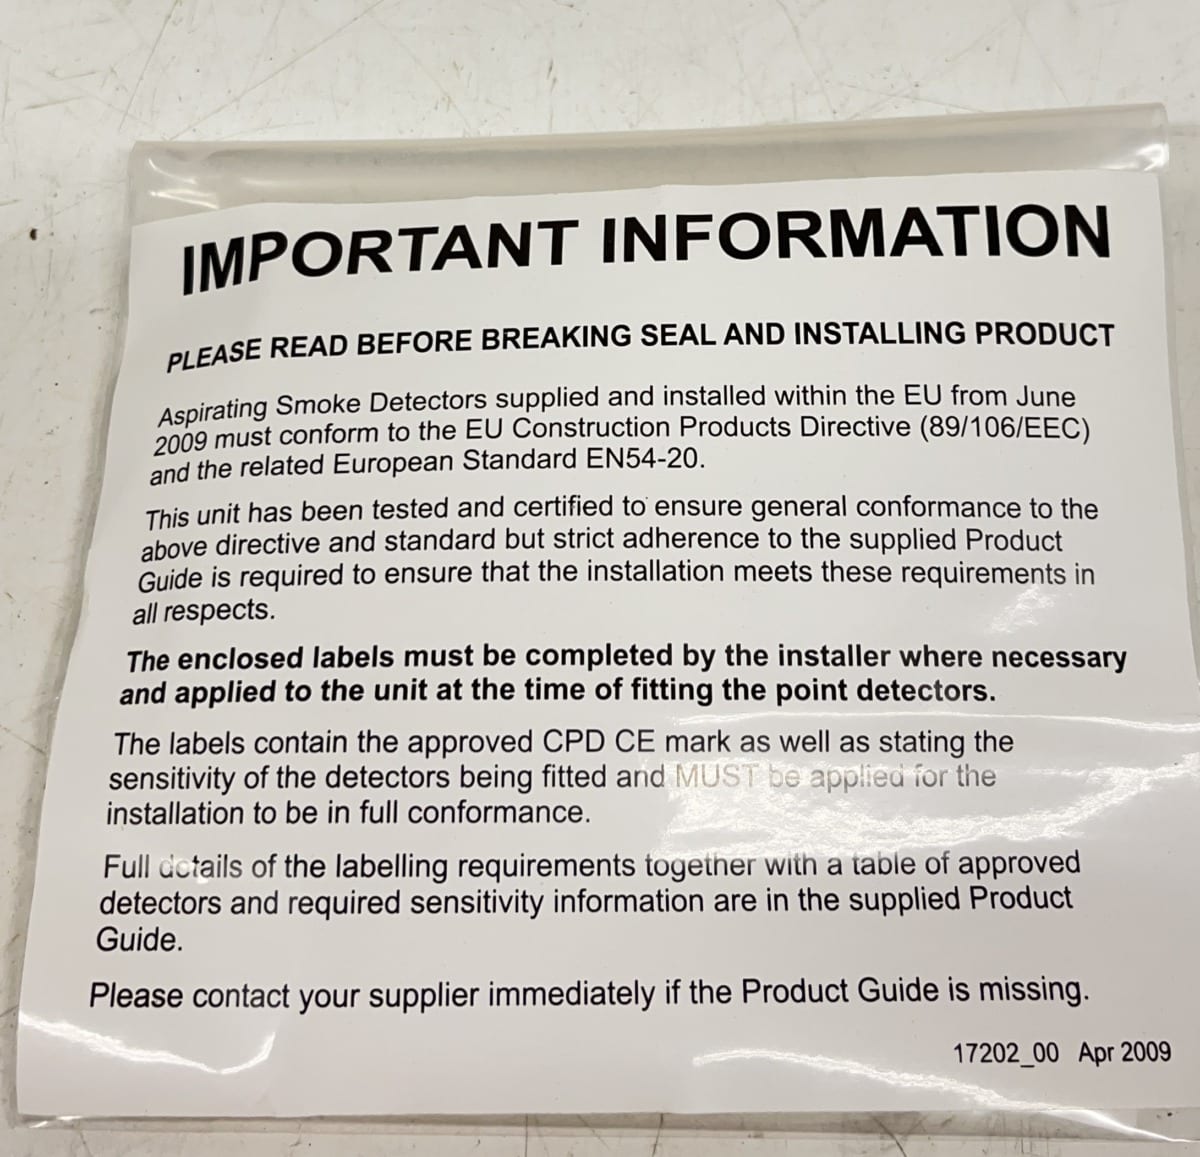 IMPORTANT INFORMATION
PLEASE READ BEFORE BREAKING SEAL AND INSTALLING PRODUCT
Aspirating Smoke Detectors supplied and installed within the EU from June
2009 must conform to the EU Construction Products Directive (89/106/EEC)
and the related European Standard EN54-20.
This unit has been tested and certified to ensure general conformance to the
above directive and standard but strict adherence to the supplied Product
Guide is required to ensure that the installation meets these requirements in
all respects.
The enclosed labels must be completed by the installer where necessary
and applied to the unit at the time of fitting the point detectors.
The labels contain the approved CPD CE mark as well as stating the
sensitivity of the detectors being fitted and MUST be applied for the
installation to be in full conformance.
Full details of the labelling requirements together with a table of approved
detectors and required sensitivity information are in the supplied Product
Guide.
Please contact your supplier immediately if the Product Guide is missing.
17202_00 Apr 2009